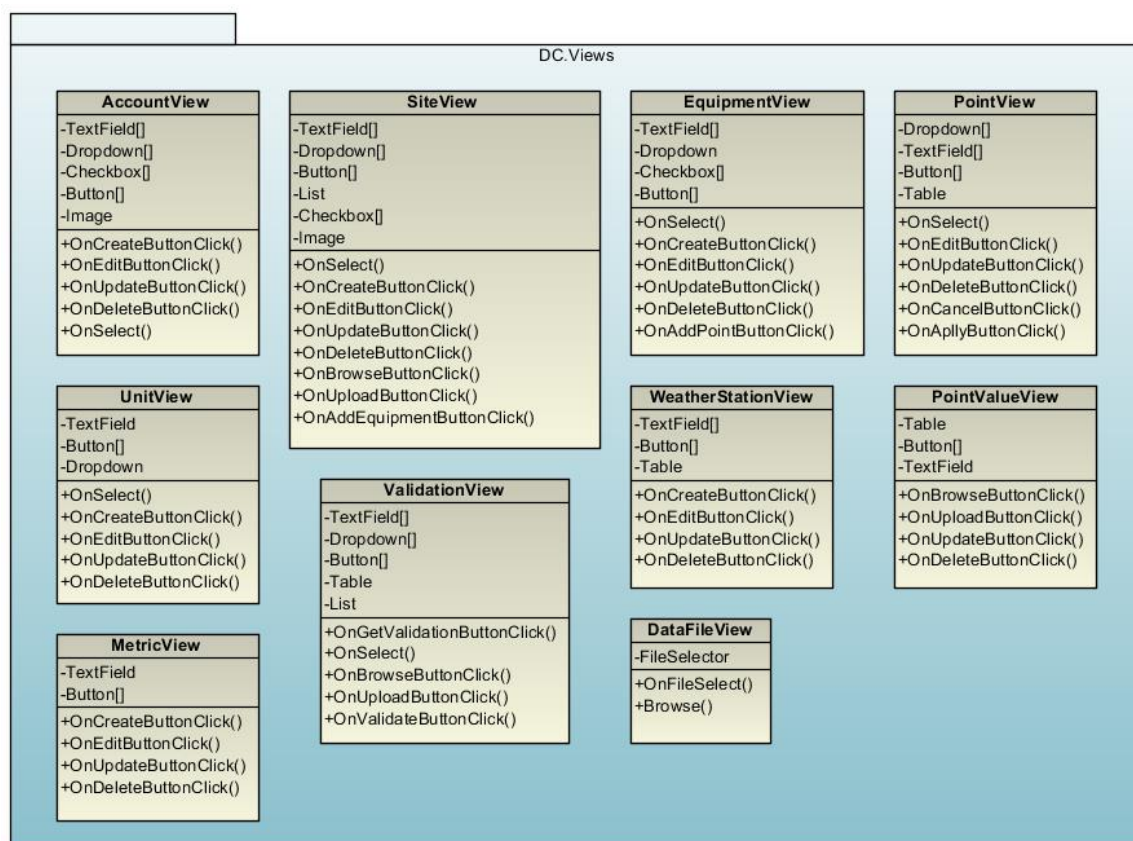 DC.Views
AccountView
-TextField[]
-Dropdown[]
-Checkbox[]
-Button[]
-Image
+OnCreateButtonClick()
+OnEditButtonClick()
+OnUpdateButtonClick()
+OnDeleteButtonClick()
+OnSelect()
SiteView
-TextField[]
-Dropdown[]
-Button[]
-List
-Checkbox[]
-Image
+OnSelect()
+OnCreateButtonClick()
+OnEditButtonClick()
+OnUpdateButtonClick()
+OnDeleteButtonClick()
+OnBrowseButtonClick()
+OnUploadButtonClick()
+OnAddEquipmentButtonClick()
EquipmentView
-TextField[]
-Dropdown
-Checkbox[]
-Button[]
+OnSelect()
+OnCreateButtonClick()
+OnEditButtonClick()
+OnUpdateButtonClick()
+OnDeleteButtonClick()
+OnAddPointButtonClick()
PointView
-Dropdown[]
-TextField[]
-Button[]
-Table
+OnSelect()
+OnEditButtonClick()
+OnUpdateButtonClick()
+OnDeleteButtonClick()
+OnCancelButtonClick()
+OnApllyButtonClick()
UnitView
-TextField
-Button[]
-Dropdown
+OnSelect()
+OnCreateButtonClick()
+OnEditButtonClick()
+OnUpdateButtonClick()
+OnDeleteButtonClick()
ValidationView
-TextField[]
-Dropdown[]
-Button[]
-Table
-List
+OnGetValidationButtonClick()
+OnSelect()
+OnBrowseButtonClick()
+OnUploadButtonClick()
+OnValidateButtonClick()
WeatherStationView
-TextField[]
-Button[]
-Table
+OnCreateButtonClick()
+OnEditButtonClick()
+OnUpdateButtonClick()
+OnDeleteButtonClick()
PointValueView
-Table
-Button[]
-TextField
+OnBrowseButtonClick()
+OnUploadButtonClick()
+OnUpdateButtonClick()
+OnDeleteButtonClick()
MetricView
-TextField
-Button[]
+OnCreateButtonClick()
+OnEditButtonClick()
+OnUpdateButtonClick()
+OnDeleteButtonClick()
DataFileView
-FileSelector
+OnFileSelect()
+Browse()